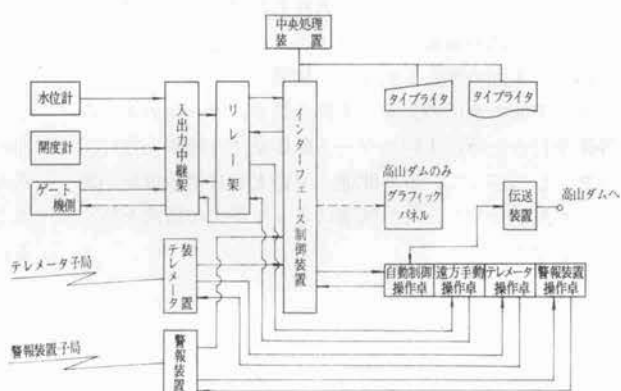 中央処理
装置
タイプライタ
タイプライタ
水位計
開度計
ゲート
機側
入出力中継架
リレー架
インターフェース制御装置
高山ダムのみ
グラフィック
パネル
伝送
装置
高山ダムへ
テレメータ子局
テレメータ
装置
自動制御
操作卓
遠方手動
操作卓
テレメータ
操作卓
警報装置
操作卓
警報装置子局
警報装置